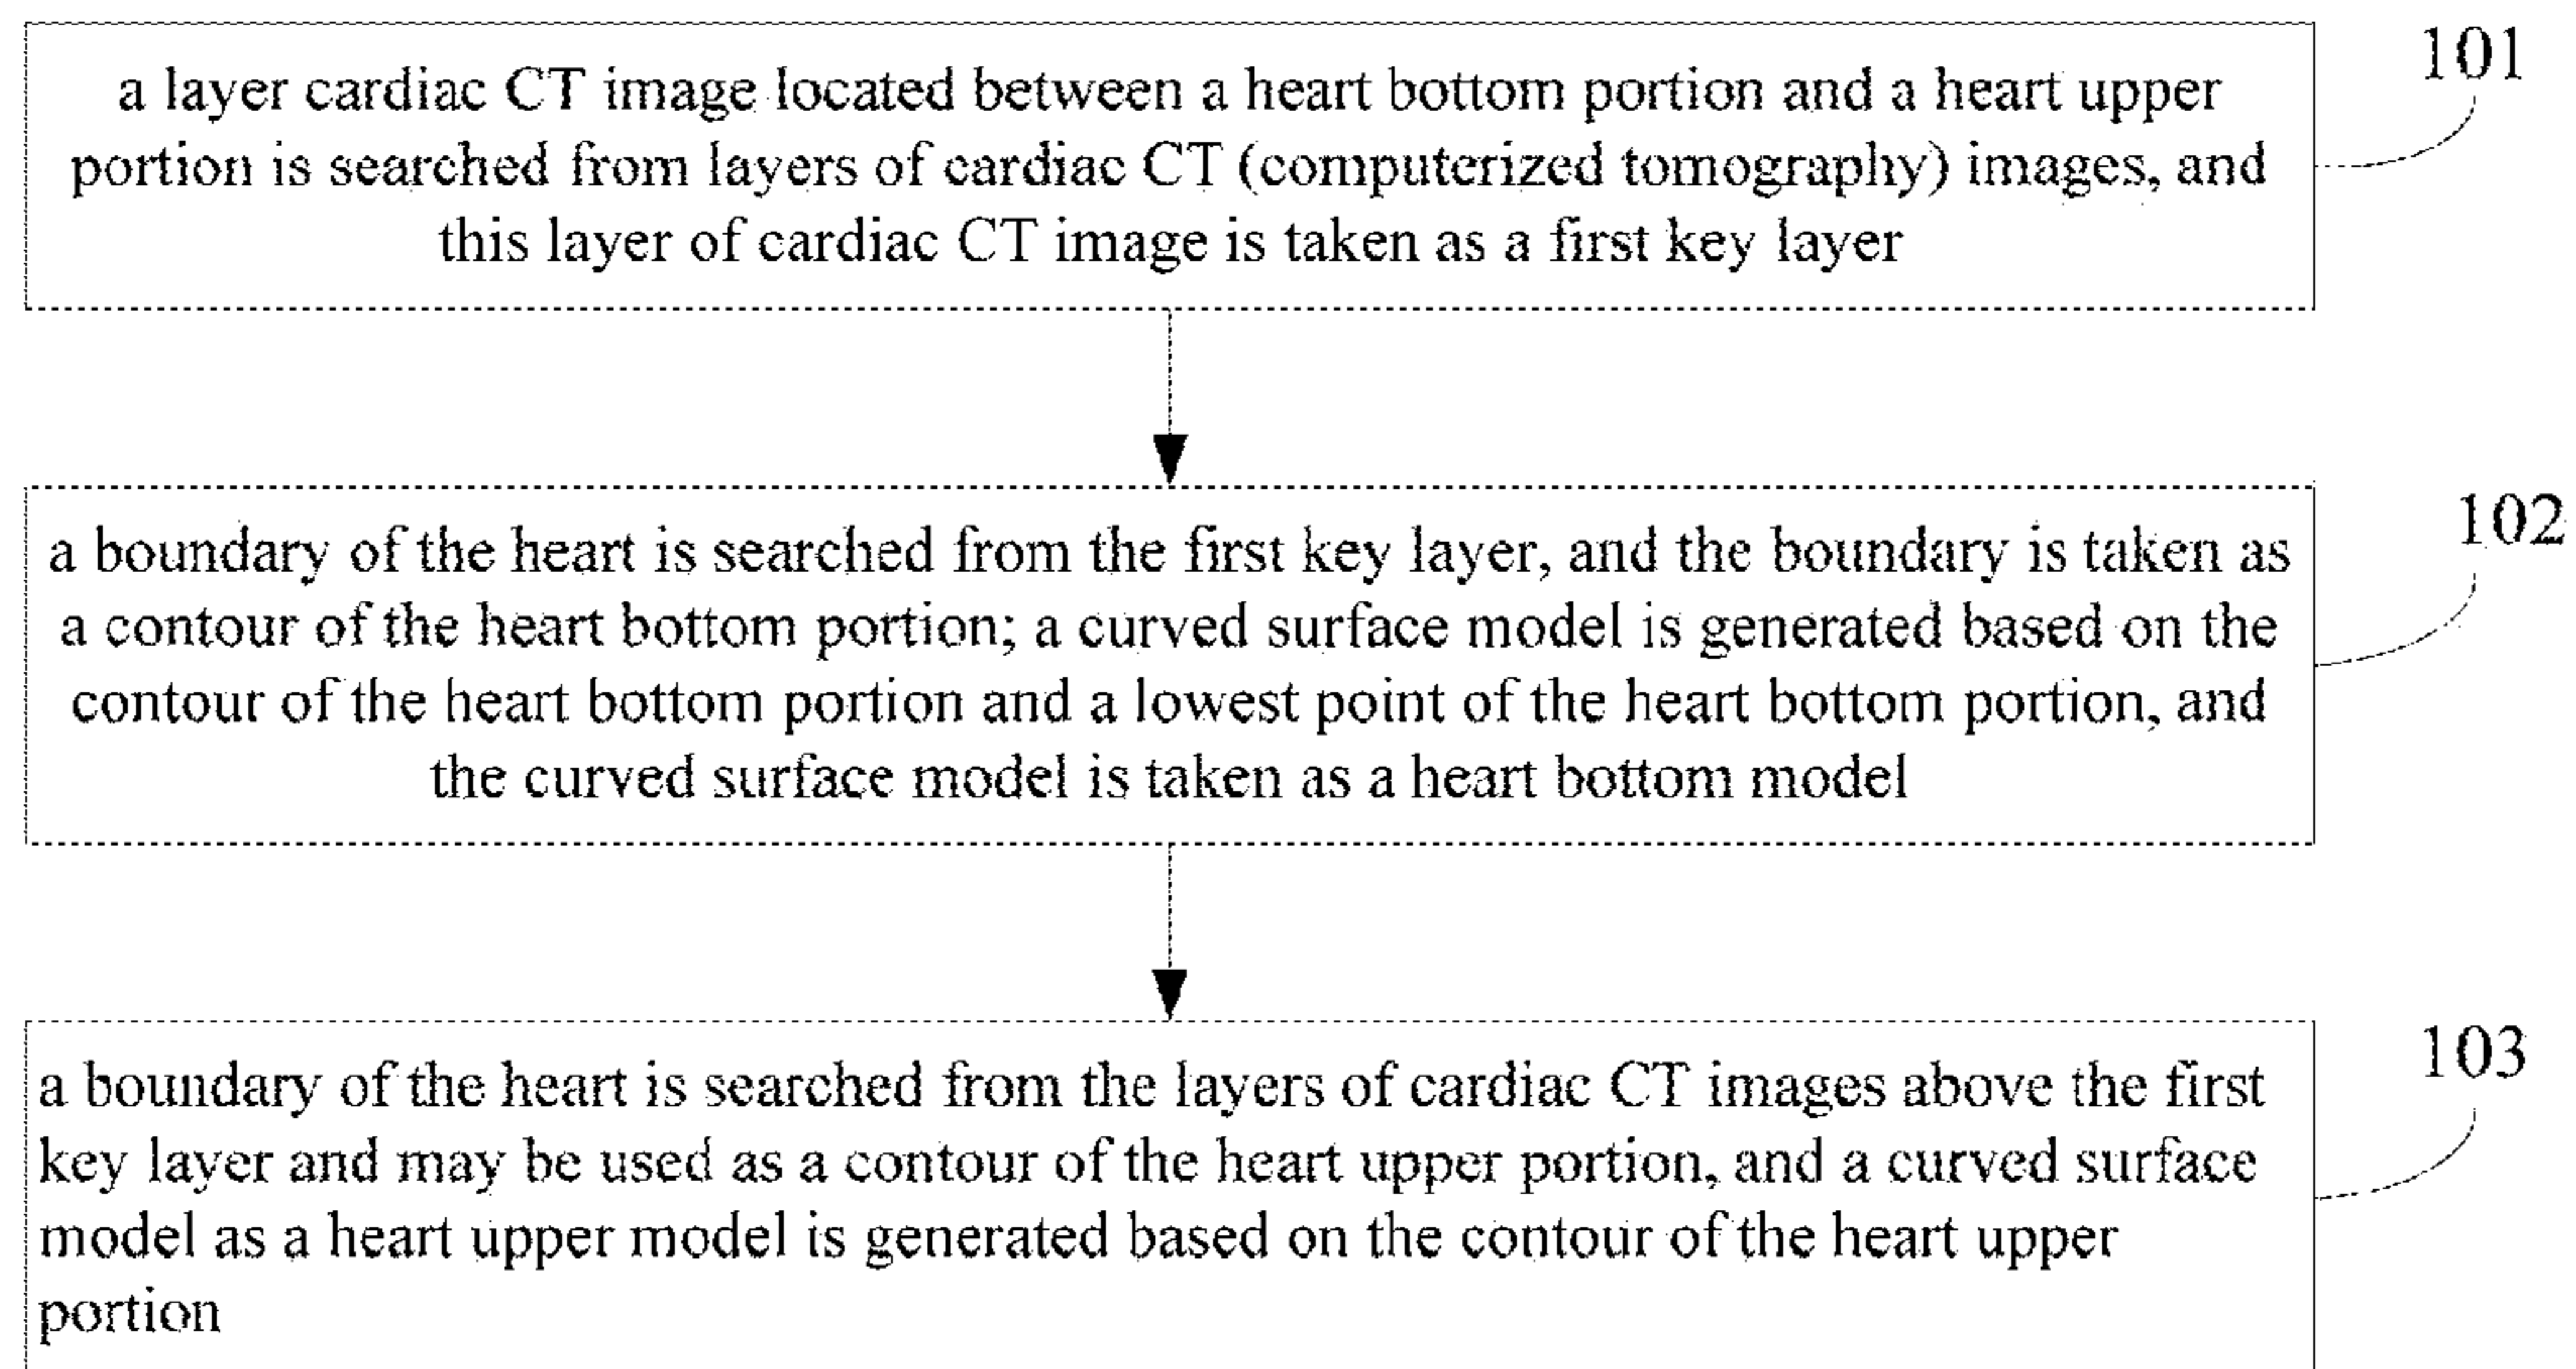 a layer cardiac CT image located between a heart bottom portion and a heart upper
portion is searched from layers of cardiac CT (computerized tomography) images, and
this layer of cardiac CT image is taken as a first key layer
101
a boundary of the heart is searched from the first key layer, and the boundary is taken as
a contour of the heart bottom portion; a curved surface model is generated based on the
contour of the heart bottom portion and a lowest point of the heart bottom portion, and
the curved surface model is taken as a heart bottom model
102
a boundary of the heart is searched from the layers of cardiac CT images above the first
key layer and may be used as a contour of the heart upper portion, and a curved surface
model as a heart upper model is generated based on the contour of the heart upper
portion
103